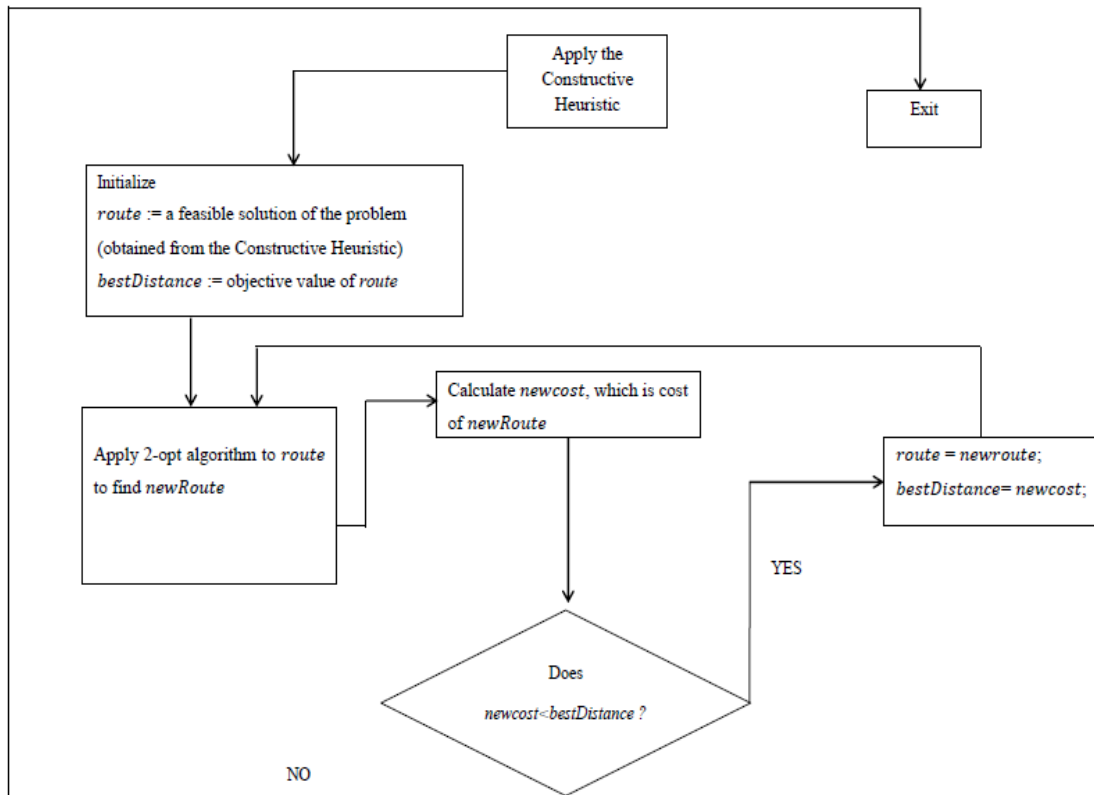 Apply the
Constructive
Heuristic
Exit
Initialize
route := a feasible solution of the problem
(obtained from the Constructive Heuristic)
bestDistance := objective value of route
Calculate newcost, which is cost
of newRoute
Apply 2-opt algorithm to route
to find newRoute
route = newroute;
bestDistance= newcost;
YES
Does
newcost<bestDistance ?
NO